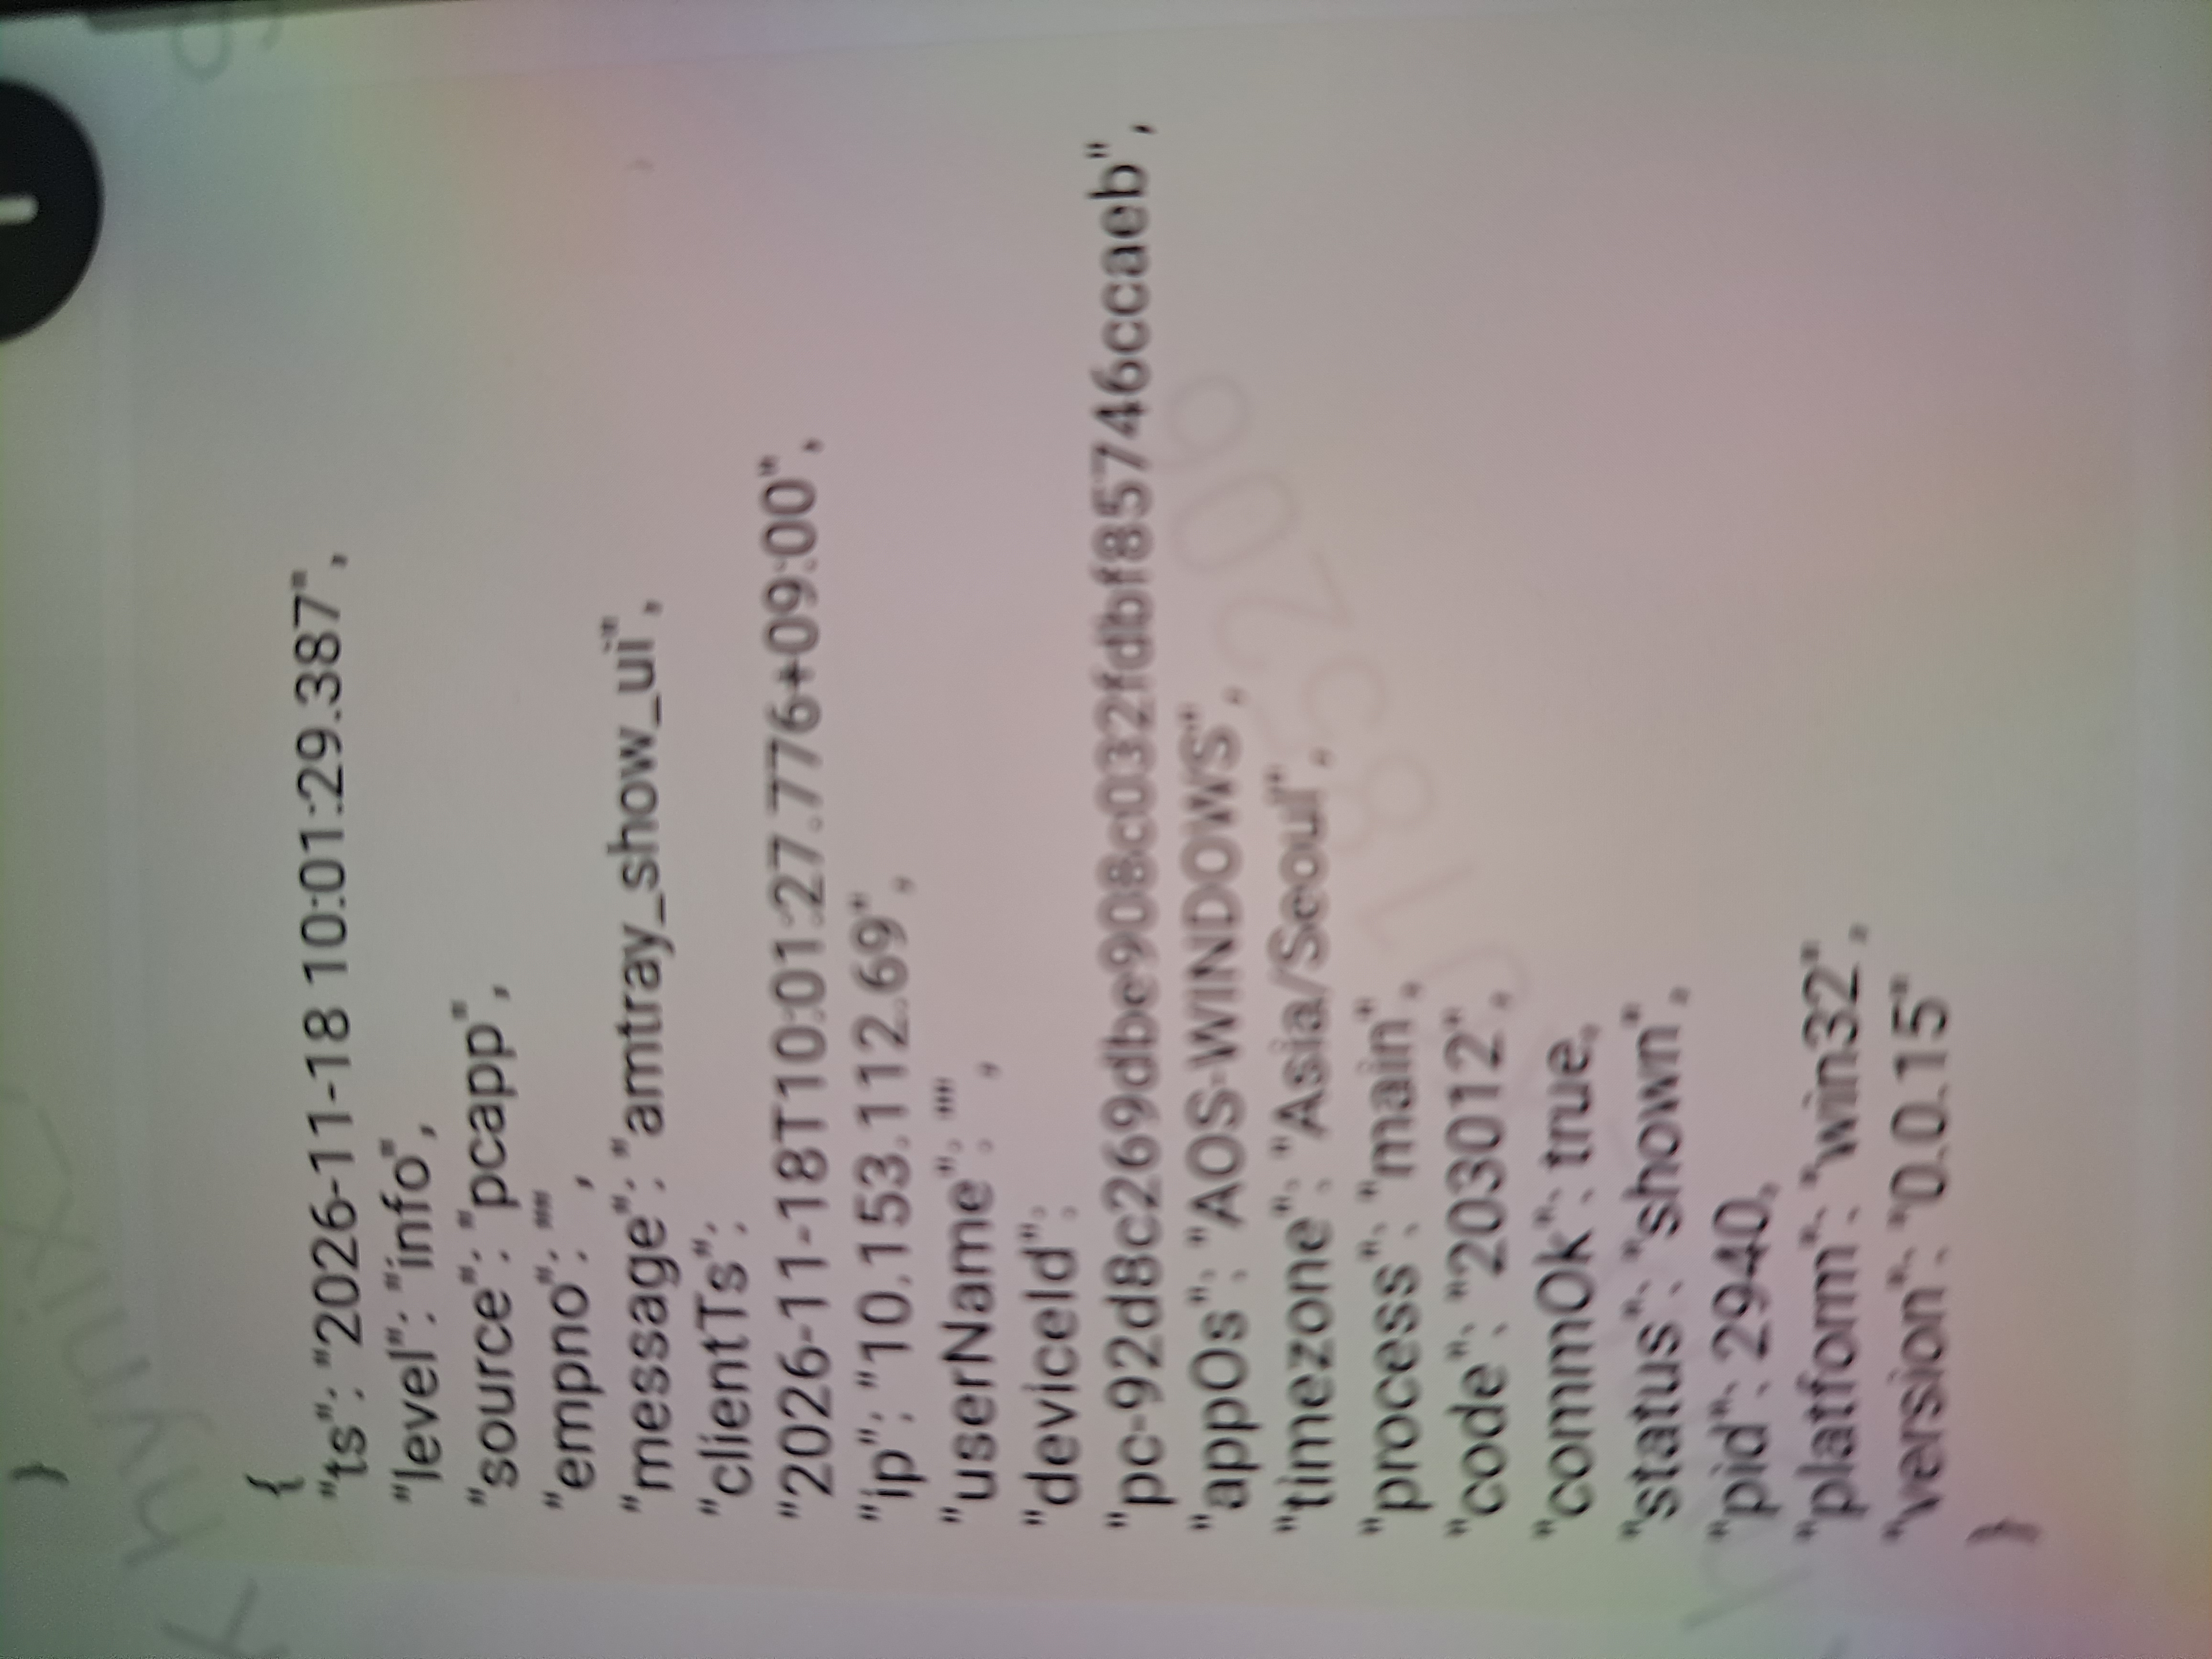 }
hynix_
{
"ts": "2026-11-18 10:01:29.387",
"level": "info",
"source": "pcapp",
"empno": "",
"message": "amtray_show_ui",
"clientTs":
"2026-11-18T10:01:27.776+09:00",
"ip": "10.153.112.69",
"userName": "",
"deviceId":
"pc-92d8c269dbe908c032fdbf85746ccaeb",
"appOs": "AOS-WINDOWS",
"timezone": "Asia/Seoul",
"process": "main",
"code": "203012",
"commOk": true,
"status": "shown",
"pid": 2940,
"platform": "win32",
"version": "0.0.15"
}